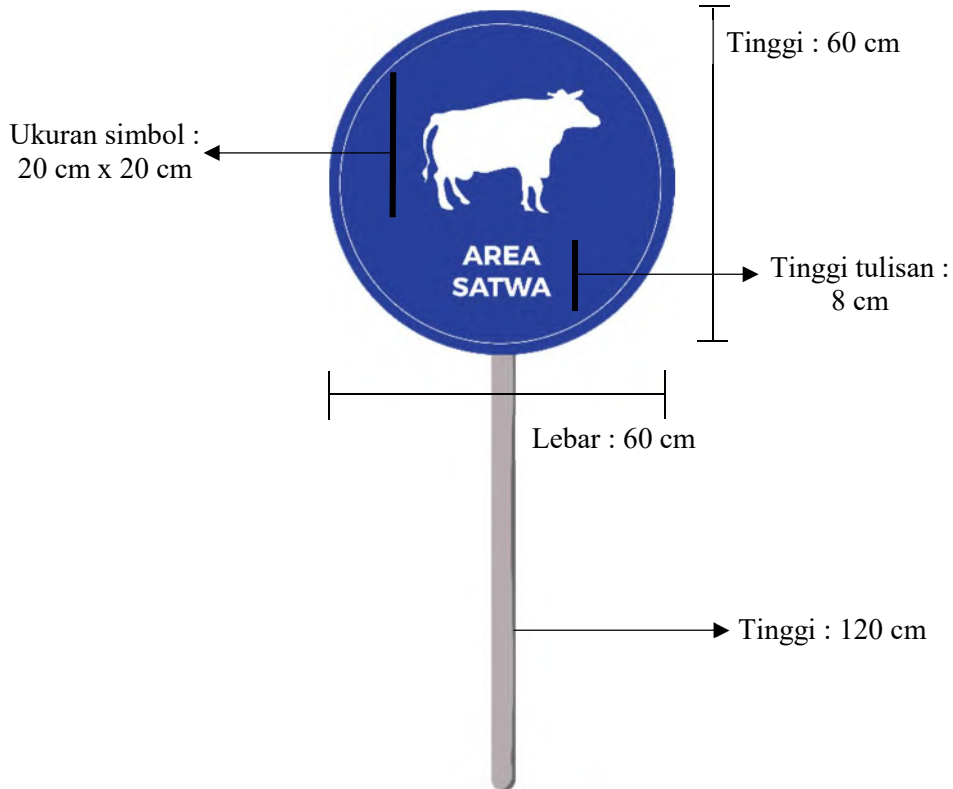 Tinggi : 60 cm
Ukuran simbol :
20 cm x 20 cm
AREA
SATWA
Tinggi tulisan :
8 cm
Lebar : 60 cm
Tinggi : 120 cm